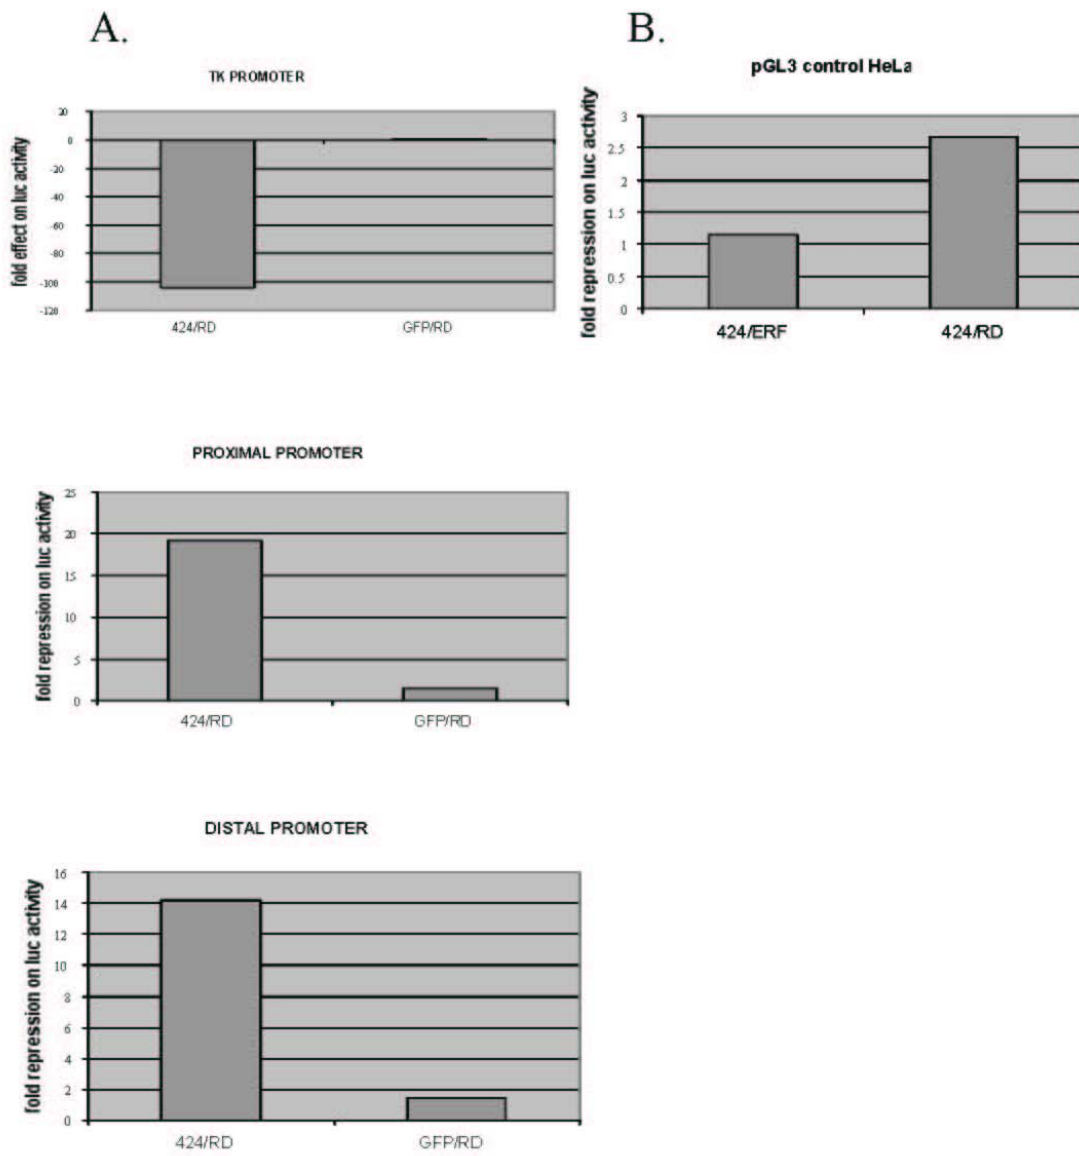 A.
TK PROMOTER
fold effect on luc activity
20
0
-20
-40
-60
-80
-100
-120
424/RD GFP/RD
B.
pGL3 control HeLa
fold repression on luc activity
3
2.5
2
1.5
1
0.5
0
424/ERF 424/RD
PROXIMAL PROMOTER
fold repression on luc activity
25
20
15
10
5
0
424/RD GFP/RD
DISTAL PROMOTER
fold repression on luc activity
16
14
12
10
8
6
4
2
0
424/RD GFP/RD